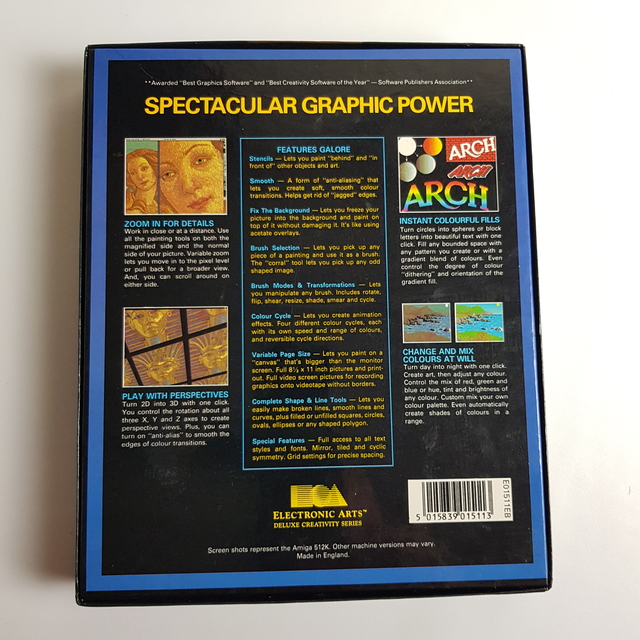 **Awarded "Best Graphics Software" and "Best Creativity Software of the Year" — Software Publishers Association**
SPECTACULAR GRAPHIC POWER
ZOOM IN FOR DETAILS
Work in close or at a distance. Use
all the painting tools on both the
magnified side and the normal
side of your picture. Variable zoom
lets you move in to the pixel level
or pull back for a broader view.
And, you can scroll around on
either side.
PLAY WITH PERSPECTIVES
Turn 2D into 3D with one click.
You control the rotation about all
three X, Y and Z axes to create
perspective views. Plus, you can
turn on "anti-alias" to smooth the
edges of colour transitions.
FEATURES GALORE
Stencils — Lets you paint "behind" and "in
front of" other objects and art.
Smooth — A form of "anti-aliasing" that
lets you create soft, smooth colour
transitions. Helps get rid of "jagged" edges.
Fix The Background — Lets you freeze your
picture into the background and paint on
top of it without damaging it. It's like using
acetate overlays.
Brush Selection — Lets you pick up any
piece of a painting and use it as a brush.
The "corral" tool lets you pick up any odd
shaped image.
Brush Modes & Transformations — Lets
you manipulate any brush. Includes rotate,
flip, shear, resize, shade, smear and cycle.
Colour Cycle — Lets you create animation
effects. Four different colour cycles, each
with its own speed and range of colours,
and reversible cycle directions.
Variable Page Size — Lets you paint on a
"canvas" that's bigger than the monitor
screen. Full 8½ x 11 inch pictures and print-
out. Full video screen pictures for recording
graphics onto videotape without borders.
Complete Shape & Line Tools — Lets you
easily make broken lines, smooth lines and
curves, plus filled or unfilled squares, circles,
ovals, ellipses or any shaped polygon.
Special Features — Full access to all text
styles and fonts. Mirror, tiled and cyclic
symmetry. Grid settings for precise spacing.
ARCH
ARCH
ARCH
INSTANT COLOURFUL FILLS
Turn circles into spheres or block
letters into beautiful text with one
click. Fill any bounded space with
any pattern you create or with a
gradient blend of colours. Even
control the degree of colour
"dithering" and orientation of the
gradient fill.
CHANGE AND MIX
COLOURS AT WILL
Turn day into night with one click.
Create art, then adjust any colour.
Control the mix of red, green and
blue or hue, tint and brightness of
any colour. Custom mix your own
colour palette. Even automatically
create shades of colours in a
range.
ELECTRONIC ARTS™
DELUXE CREATIVITY SERIES
5 015839 015113
E01511EB
Screen shots represent the Amiga 512K. Other machine versions may vary.
Made in England.